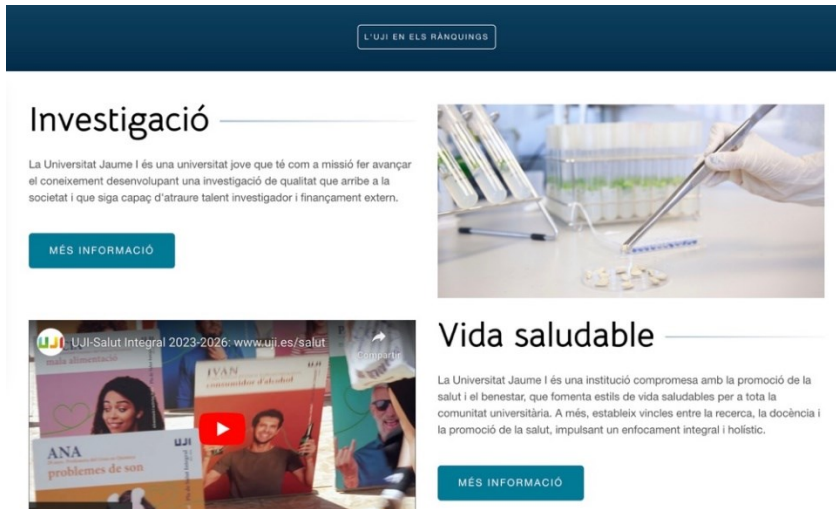 L'UJI EN ELS RÀNQUINGS
Investigació
La Universitat Jaume I és una universitat jove que té com a missió fer avançar
el coneixement desenvolupant una investigació de qualitat que arribe a la
societat i que siga capaç d'atraure talent investigador i finançament extern.
MÉS INFORMACIÓ
UJI
UJI-Salut Integral 2023-2026: www.uji.es/salut
Compartir
mala alimentació
IVAN
consumidor d'alcohol
ANA
problemes de son
UJI
Vida saludable
La Universitat Jaume I és una institució compromesa amb la promoció de la
salut i el benestar, que fomenta estils de vida saludables per a tota la
comunitat universitària. A més, estableix vincles entre la recerca, la docència i
la promoció de la salut, impulsant un enfocament integral i holístic.
MÉS INFORMACIÓ